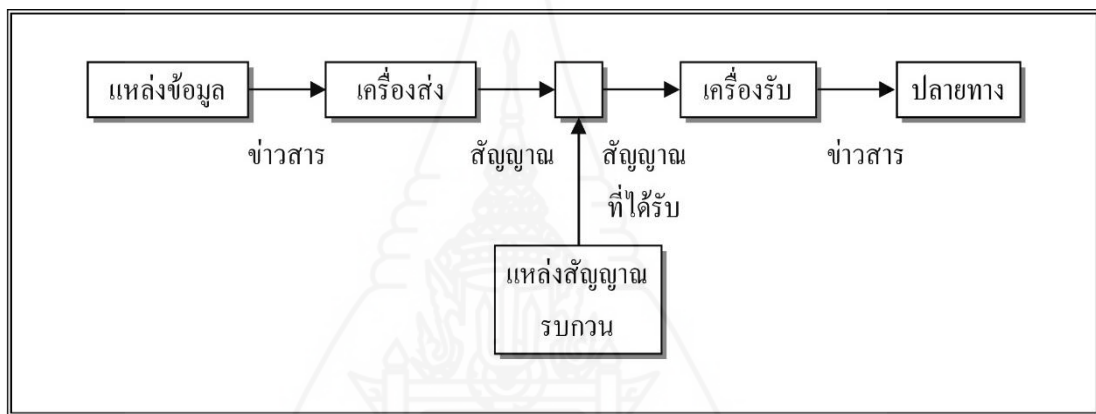 แหล่งข้อมูล
เครื่องส่ง
เครื่องรับ
ปลายทาง
ข่าวสาร
สัญญาณ
สัญญาณ
ที่ได้รับ
ข่าวสาร
แหล่งสัญญาณ
รบกวน